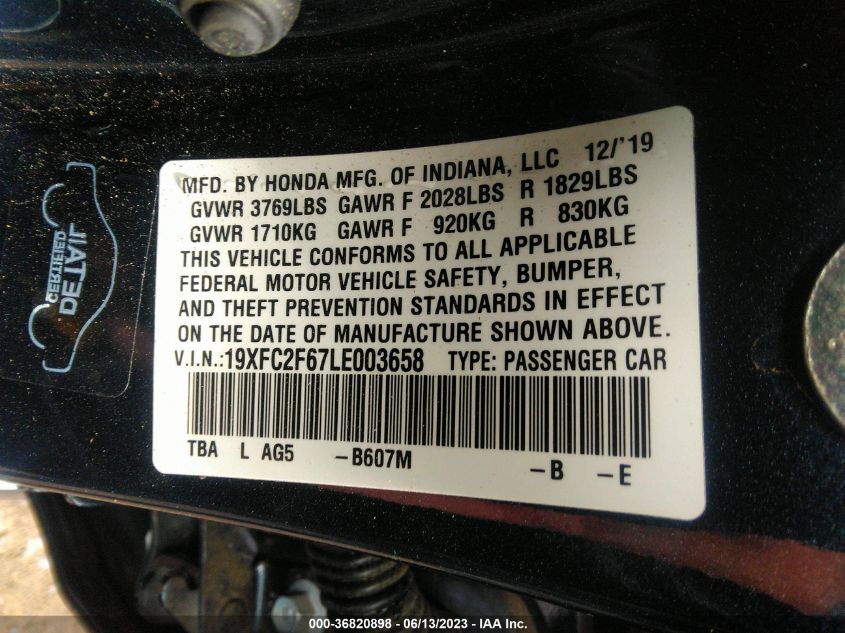 MFD. BY HONDA MFG. OF INDIANA, LLC 12/'19
GVWR 3769LBS GAWR F 2028LBS R 1829LBS
GVWR 1710KG GAWR F 920KG R 830KG
THIS VEHICLE CONFORMS TO ALL APPLICABLE
FEDERAL MOTOR VEHICLE SAFETY, BUMPER,
AND THEFT PREVENTION STANDARDS IN EFFECT
ON THE DATE OF MANUFACTURE SHOWN ABOVE.
V.I.N.:19XFC2F67LE003658 TYPE: PASSENGER CAR
TBA L AG5 -B607M -B -E
CERTIFIED
DETAIL
000-36820898 - 06/13/2023 - IAA Inc.